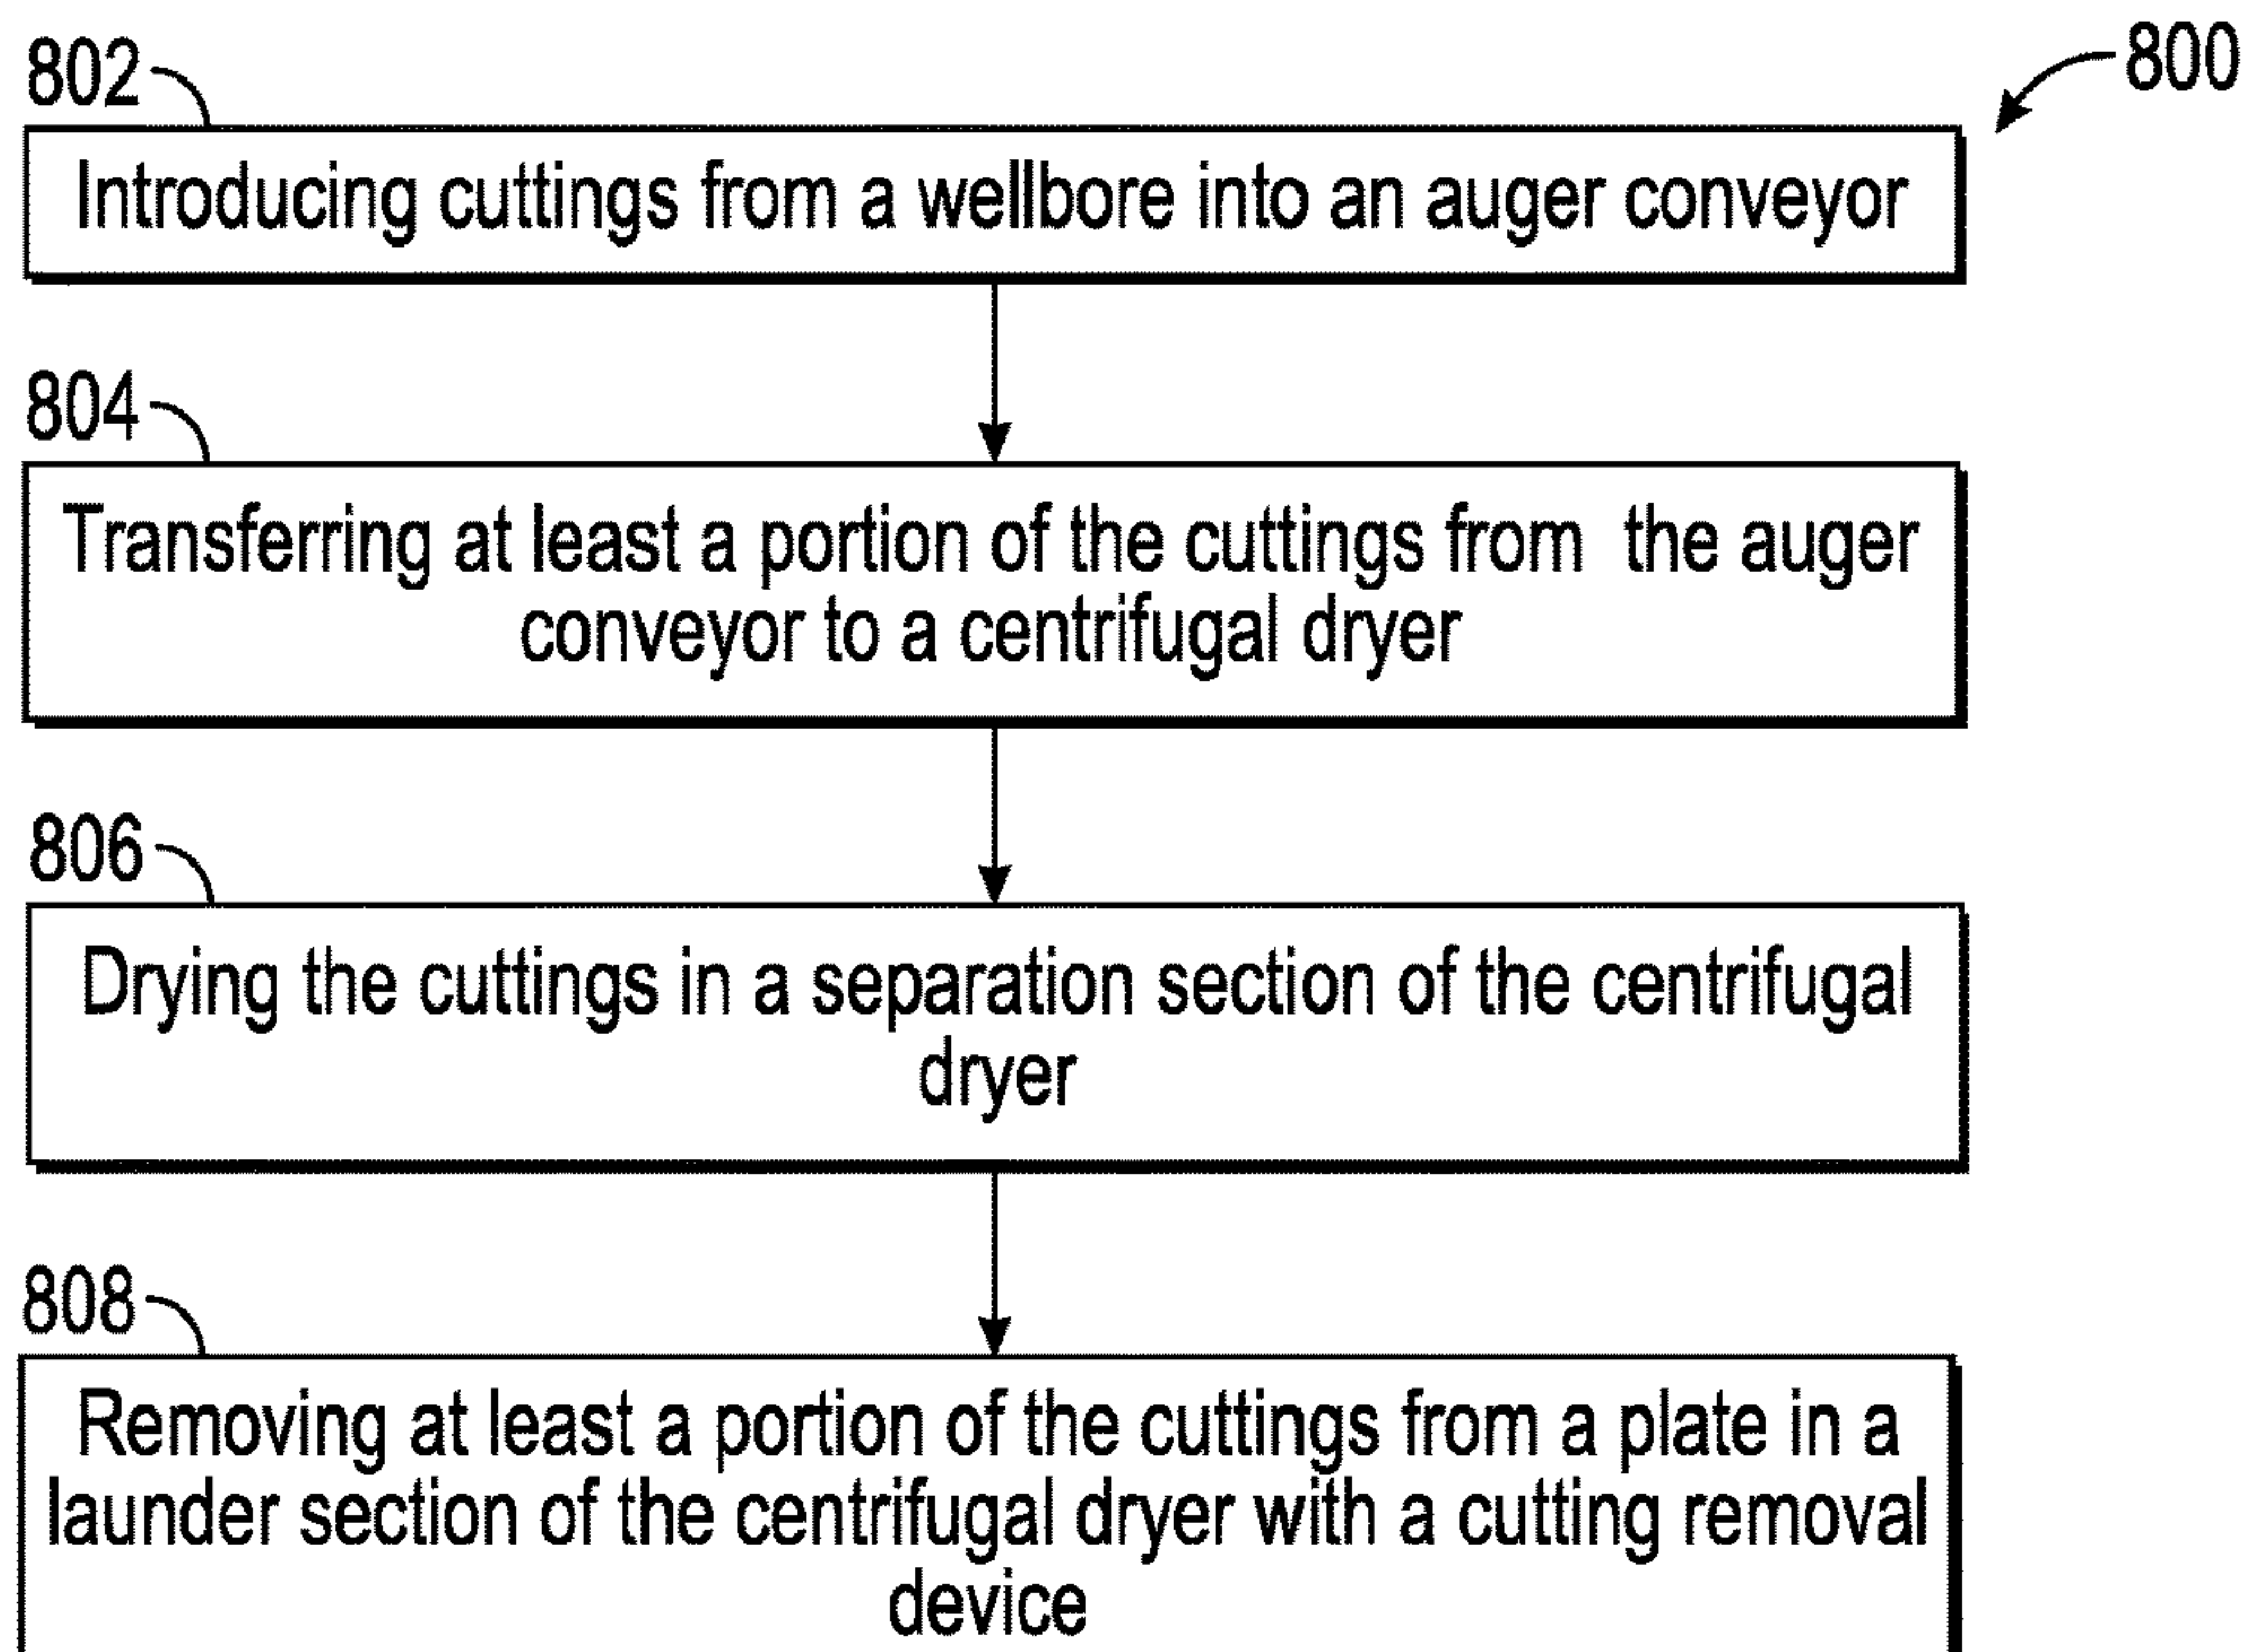 802
800
Introducing cuttings from a wellbore into an auger conveyor
804
Transferring at least a portion of the cuttings from the auger
conveyor to a centrifugal dryer
806
Drying the cuttings in a separation section of the centrifugal
dryer
808
Removing at least a portion of the cuttings from a plate in a
launder section of the centrifugal dryer with a cutting removal
device